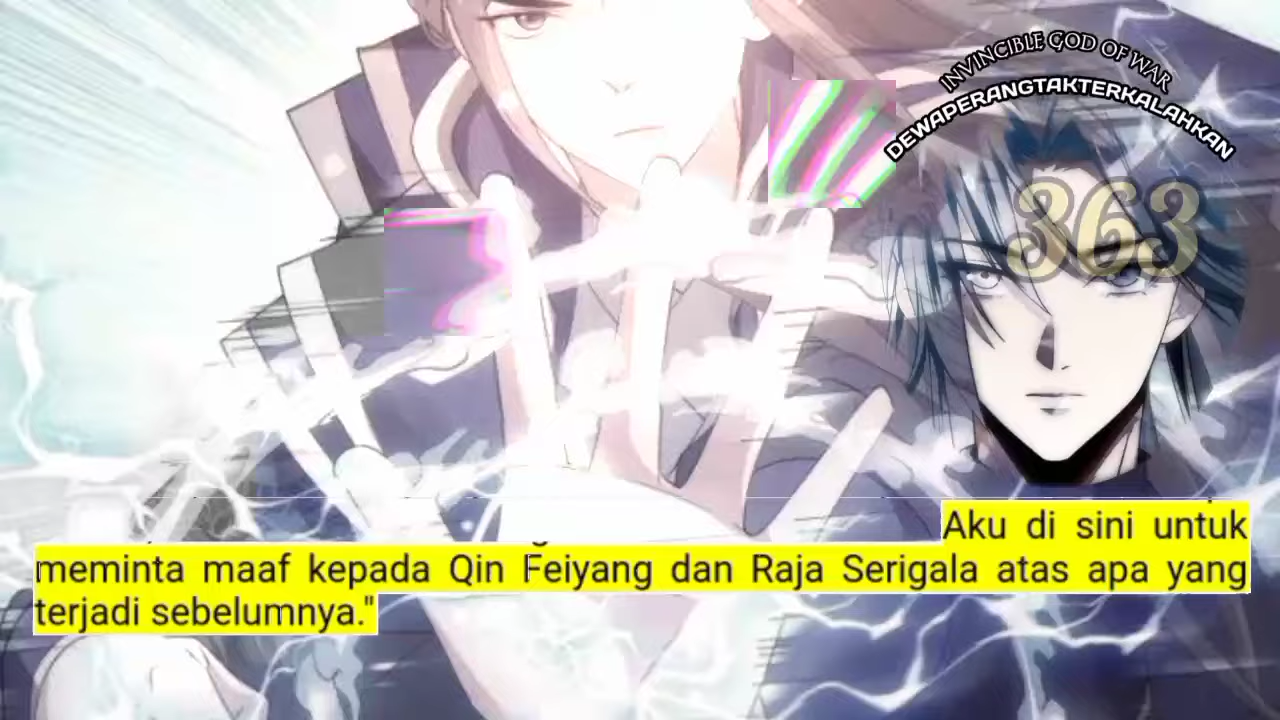 INVINCIBLE GOD OF WAR
DEWAPERANGTAKTERKALAHKAN
363
Aku di sini untuk
meminta maaf kepada Qin Feiyang dan Raja Serigala atas apa yang
terjadi sebelumnya."